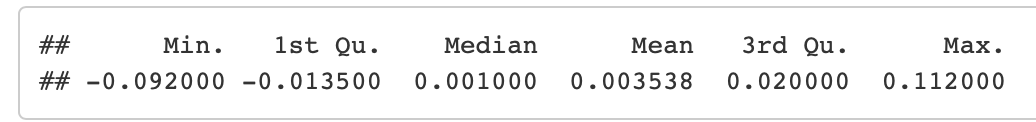 ##      Min.   1st Qu.    Median      Mean   3rd Qu.      Max.
## -0.092000 -0.013500  0.001000  0.003538  0.020000  0.112000